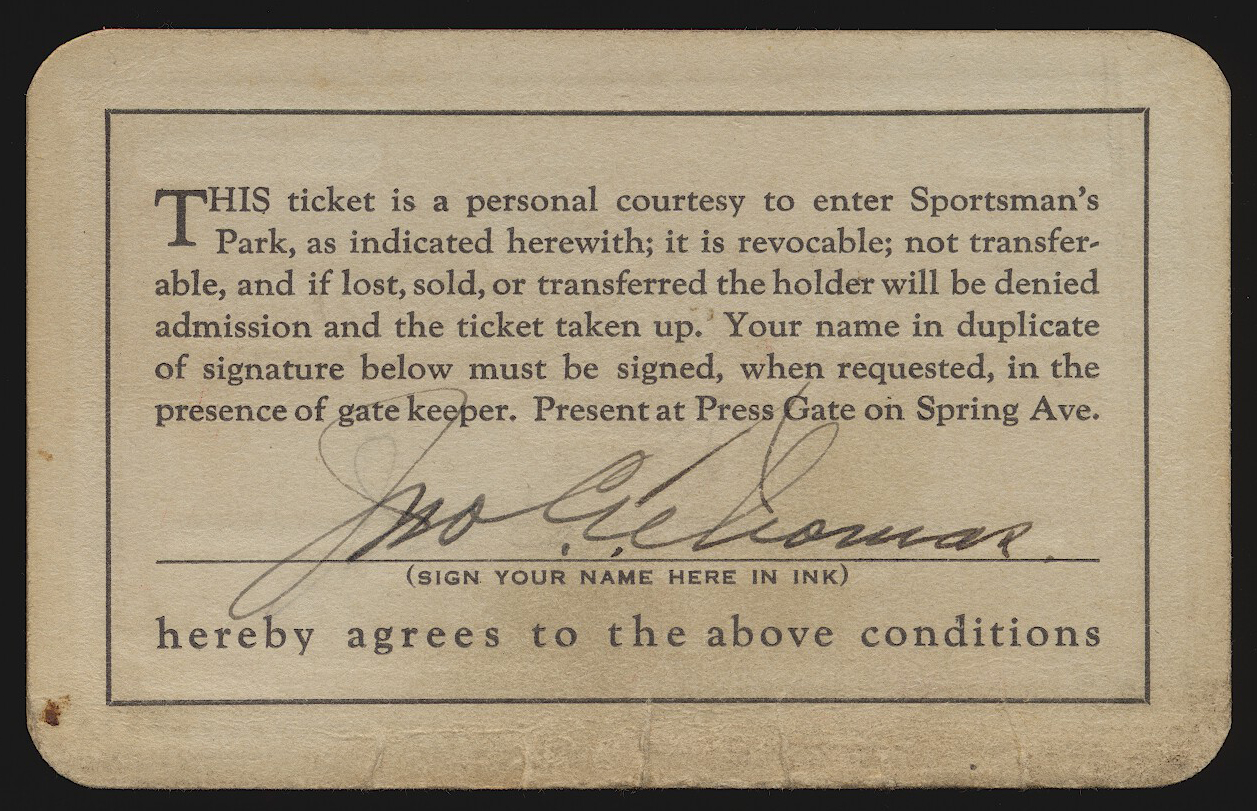 THIS ticket is a personal courtesy to enter Sportsman's
Park, as indicated herewith; it is revocable; not transfer-
able, and if lost, sold, or transferred the holder will be denied
admission and the ticket taken up. Your name in duplicate
of signature below must be signed, when requested, in the
presence of gate keeper. Present at Press Gate on Spring Ave.
Jno Thomas
(SIGN YOUR NAME HERE IN INK)
hereby agrees to the above conditions